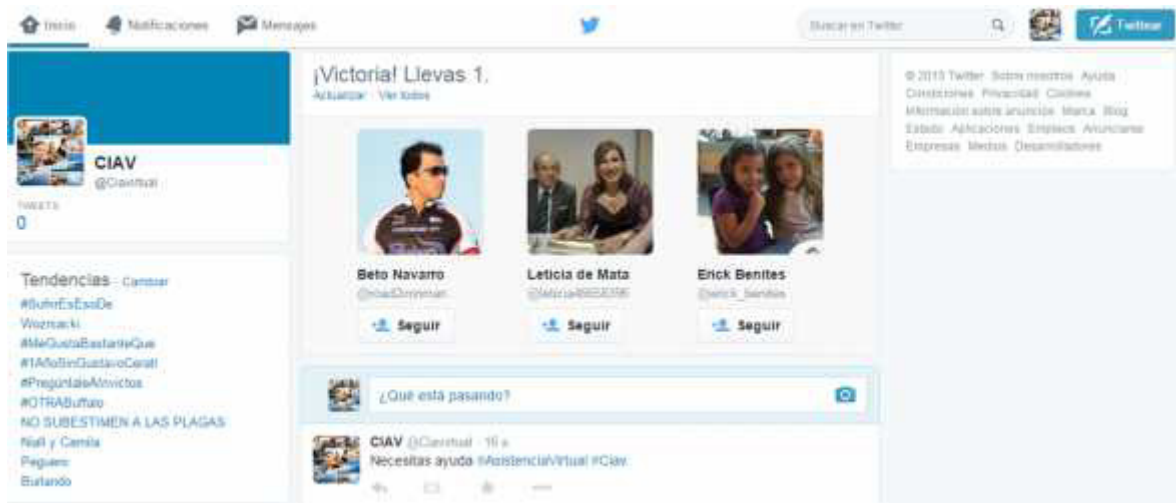 Inicio
Notificaciones
Mensajes
Buscar en Twitter
Twittear
CIAV
@Ciavirtual
TWEETS
0
Tendencias · Cambiar
#SufrirEsEsoDe
Wozniacki
#MeGustaBastanteQue
#1AñoSinGustavoCerati
#PregúntaleAInvictos
#OTRABuffalo
NO SUBESTIMEN A LAS PLAGAS
Niall y Camila
Peguero
Burlando
¡Victoria! Llevas 1.
Actualizar · Ver todos
Beto Navarro
Seguir
Leticia de Mata
Seguir
Erick Benites
@erick_benites
Seguir
¿Qué está pasando?
CIAV @Ciavirtual · 16 s
Necesitas ayuda #AsistenciaVirtual #Ciav
© 2015 Twitter Sobre nosotros Ayuda
Condiciones Privacidad Cookies
Información sobre anuncios Marca Blog
Estado Aplicaciones Empleos Anunciarse
Empresas Medios Desarrolladores